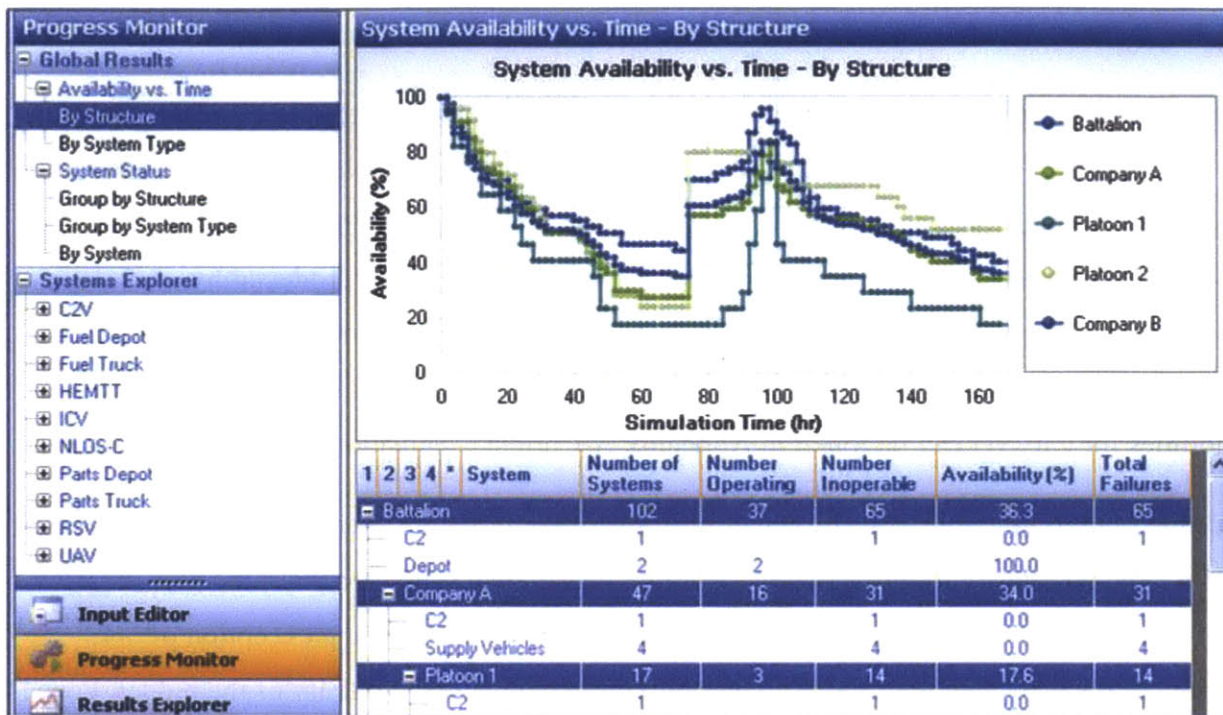 Progress Monitor
Global Results
Availability vs. Time
By Structure
By System Type
System Status
Group by Structure
Group by System Type
By System
Systems Explorer
C2V
Fuel Depot
Fuel Truck
HEMTT
ICV
NLOS-C
Parts Depot
Parts Truck
RSV
UAV
Input Editor
Progress Monitor
Results Explorer
System Availability vs. Time - By Structure
System Availability vs. Time - By Structure
100
80
60
40
20
0
Availability (%)
0 20 40 60 80 100 120 140 160
Simulation Time (hr)
Battalion
Company A
Platoon 1
Platoon 2
Company B
1 2 3 4 * System Number of Systems Number Operating Number Inoperable Availability (%) Total Failures
Battalion 102 37 65 36.3 65
C2 1 1 0.0 1
Depot 2 2 100.0
Company A 47 16 31 34.0 31
C2 1 1 0.0 1
Supply Vehicles 4 4 0.0 4
Platoon 1 17 3 14 17.6 14
C2 1 1 0.0 1